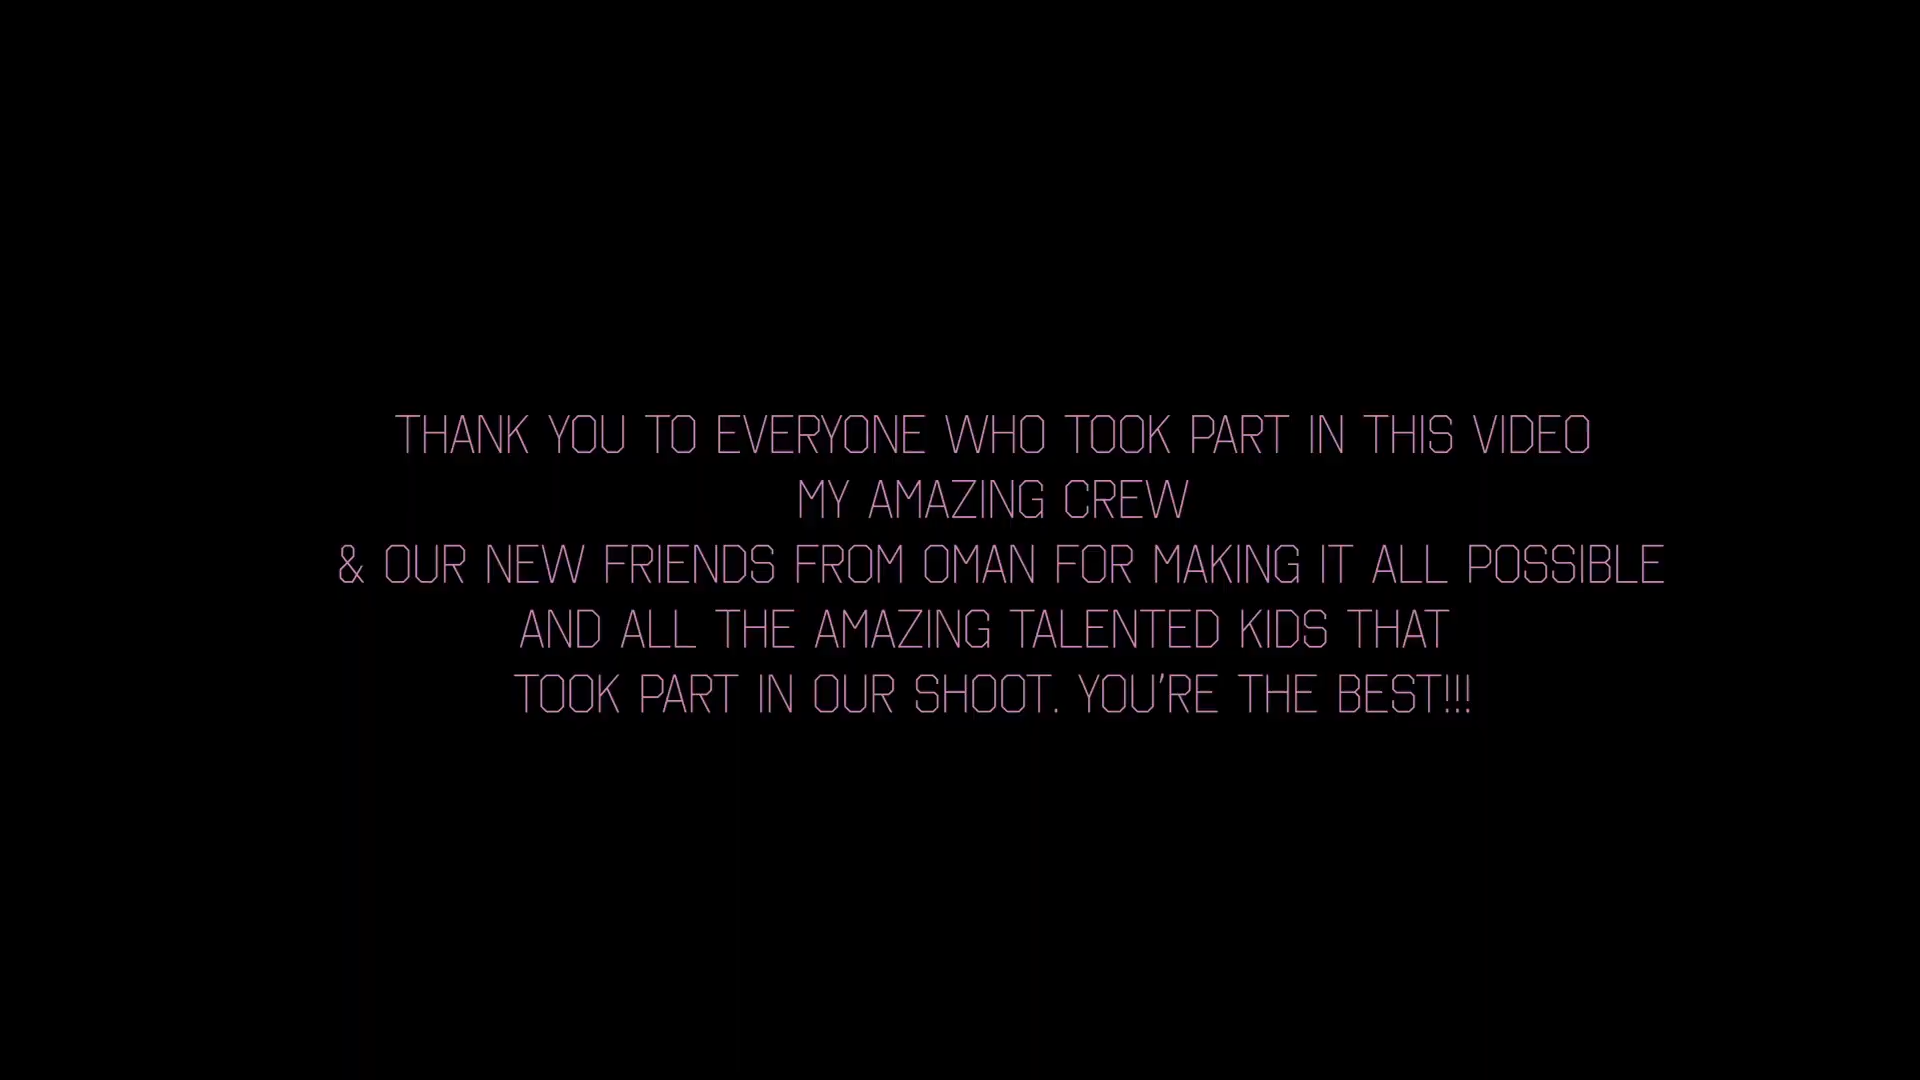 THANK YOU TO EVERYONE WHO TOOK PART IN THIS VIDEO
MY AMAZING CREW
& OUR NEW FRIENDS FROM OMAN FOR MAKING IT ALL POSSIBLE
AND ALL THE AMAZING TALENTED KIDS THAT
TOOK PART IN OUR SHOOT. YOU'RE THE BEST!!!